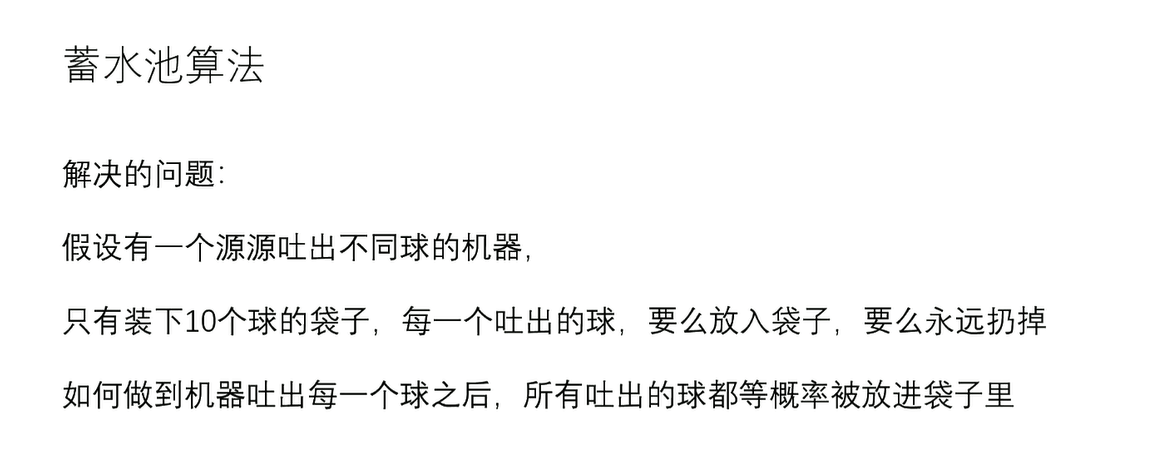 蓄水池算法
解决的问题：
假设有一个源源吐出不同球的机器，
只有装下10个球的袋子，每一个吐出的球，要么放入袋子，要么永远扔掉
如何做到机器吐出每一个球之后，所有吐出的球都等概率被放进袋子里